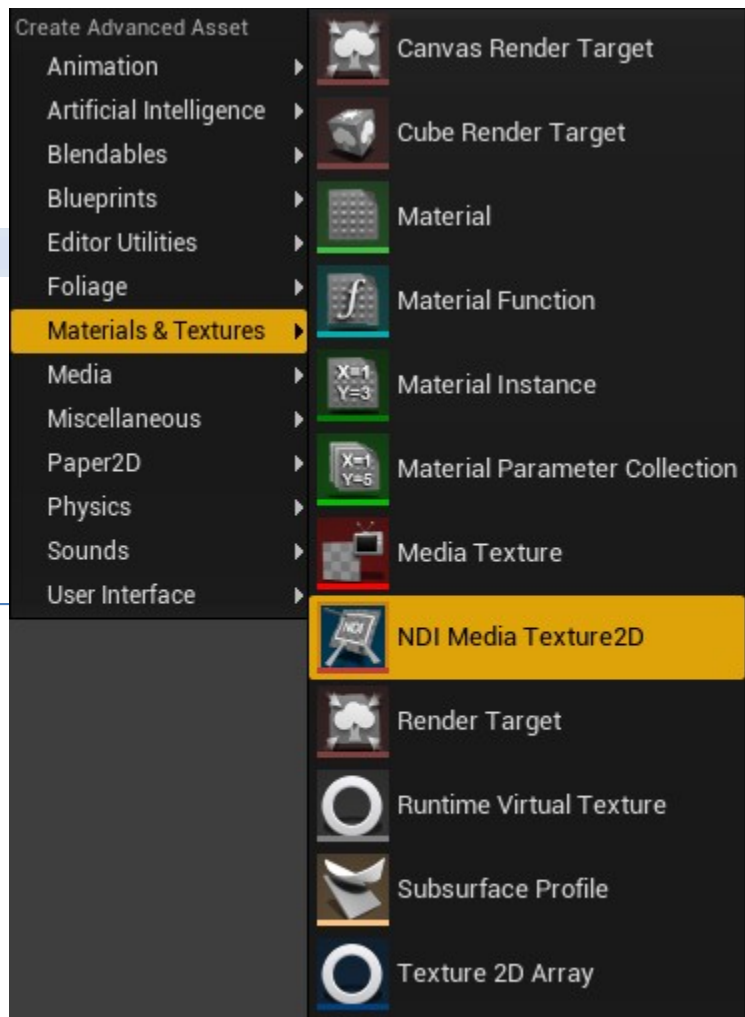 Create Advanced Asset
Animation
Artificial Intelligence
Blendables
Blueprints
Editor Utilities
Foliage
Materials & Textures
Media
Miscellaneous
Paper2D
Physics
Sounds
User Interface
Canvas Render Target
Cube Render Target
Material
f
Material Function
X=1
Y=3
Material Instance
X=1
Y=5
Material Parameter Collection
Media Texture
NDI
NDI Media Texture2D
Render Target
Runtime Virtual Texture
Subsurface Profile
Texture 2D Array